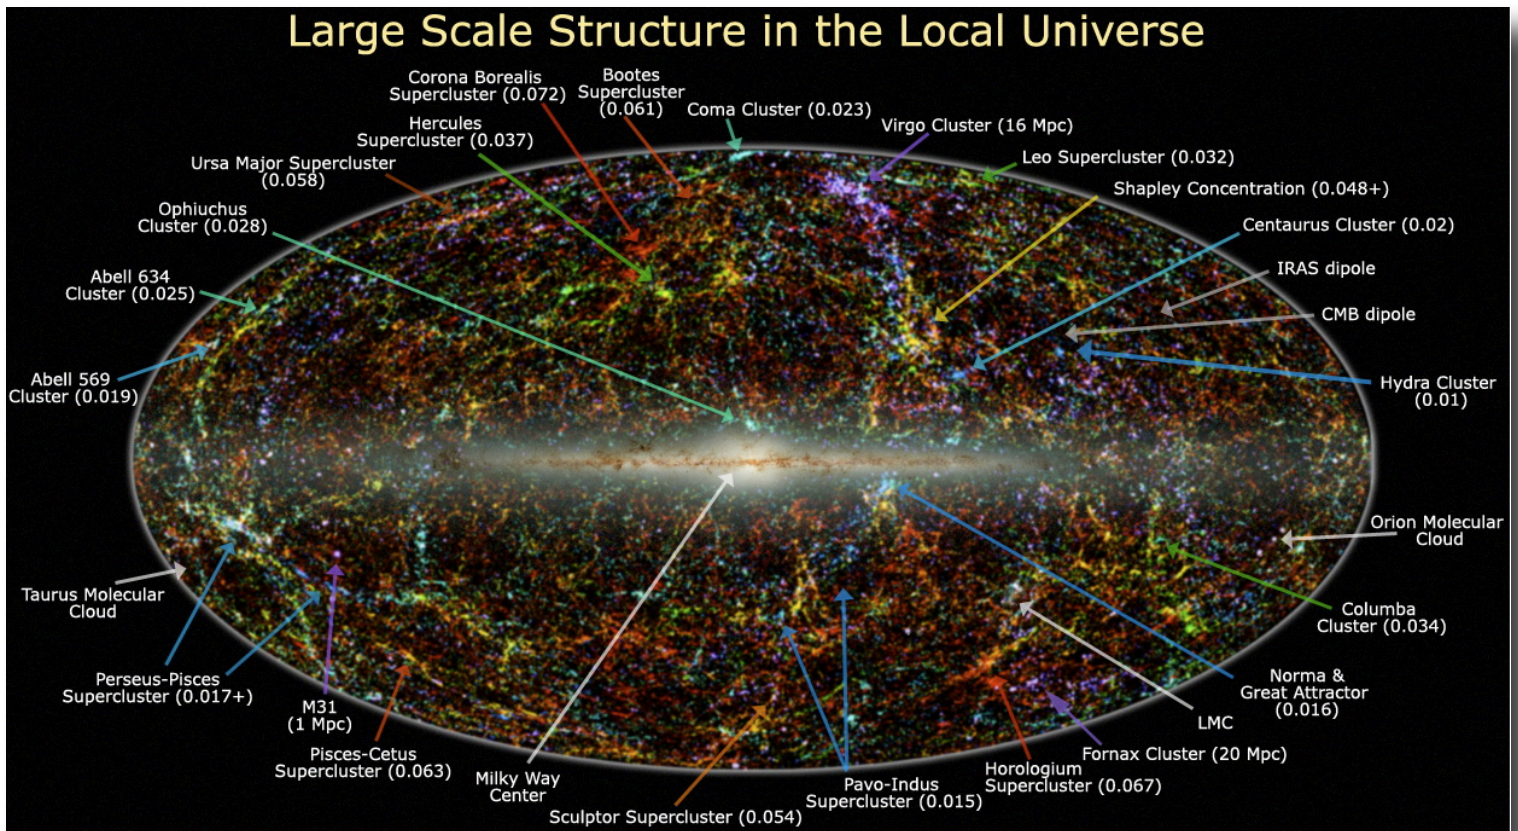 Large Scale Structure in the Local Universe
Corona Borealis
Supercluster (0.072)
Bootes
Supercluster
(0.061)
Coma Cluster (0.023)
Virgo Cluster (16 Mpc)
Hercules
Supercluster (0.037)
Leo Supercluster (0.032)
Ursa Major Supercluster
(0.058)
Shapley Concentration (0.048+)
Ophiuchus
Cluster (0.028)
Centaurus Cluster (0.02)
Abell 634
Cluster (0.025)
IRAS dipole
CMB dipole
Abell 569
Cluster (0.019)
Hydra Cluster
(0.01)
Orion Molecular
Cloud
Taurus Molecular
Cloud
Columba
Cluster (0.034)
Perseus-Pisces
Supercluster (0.017+)
Norma &
Great Attractor
(0.016)
M31
(1 Mpc)
LMC
Pisces-Cetus
Supercluster (0.063)
Fornax Cluster (20 Mpc)
Milky Way
Center
Horologium
Supercluster (0.067)
Pavo-Indus
Supercluster (0.015)
Sculptor Supercluster (0.054)